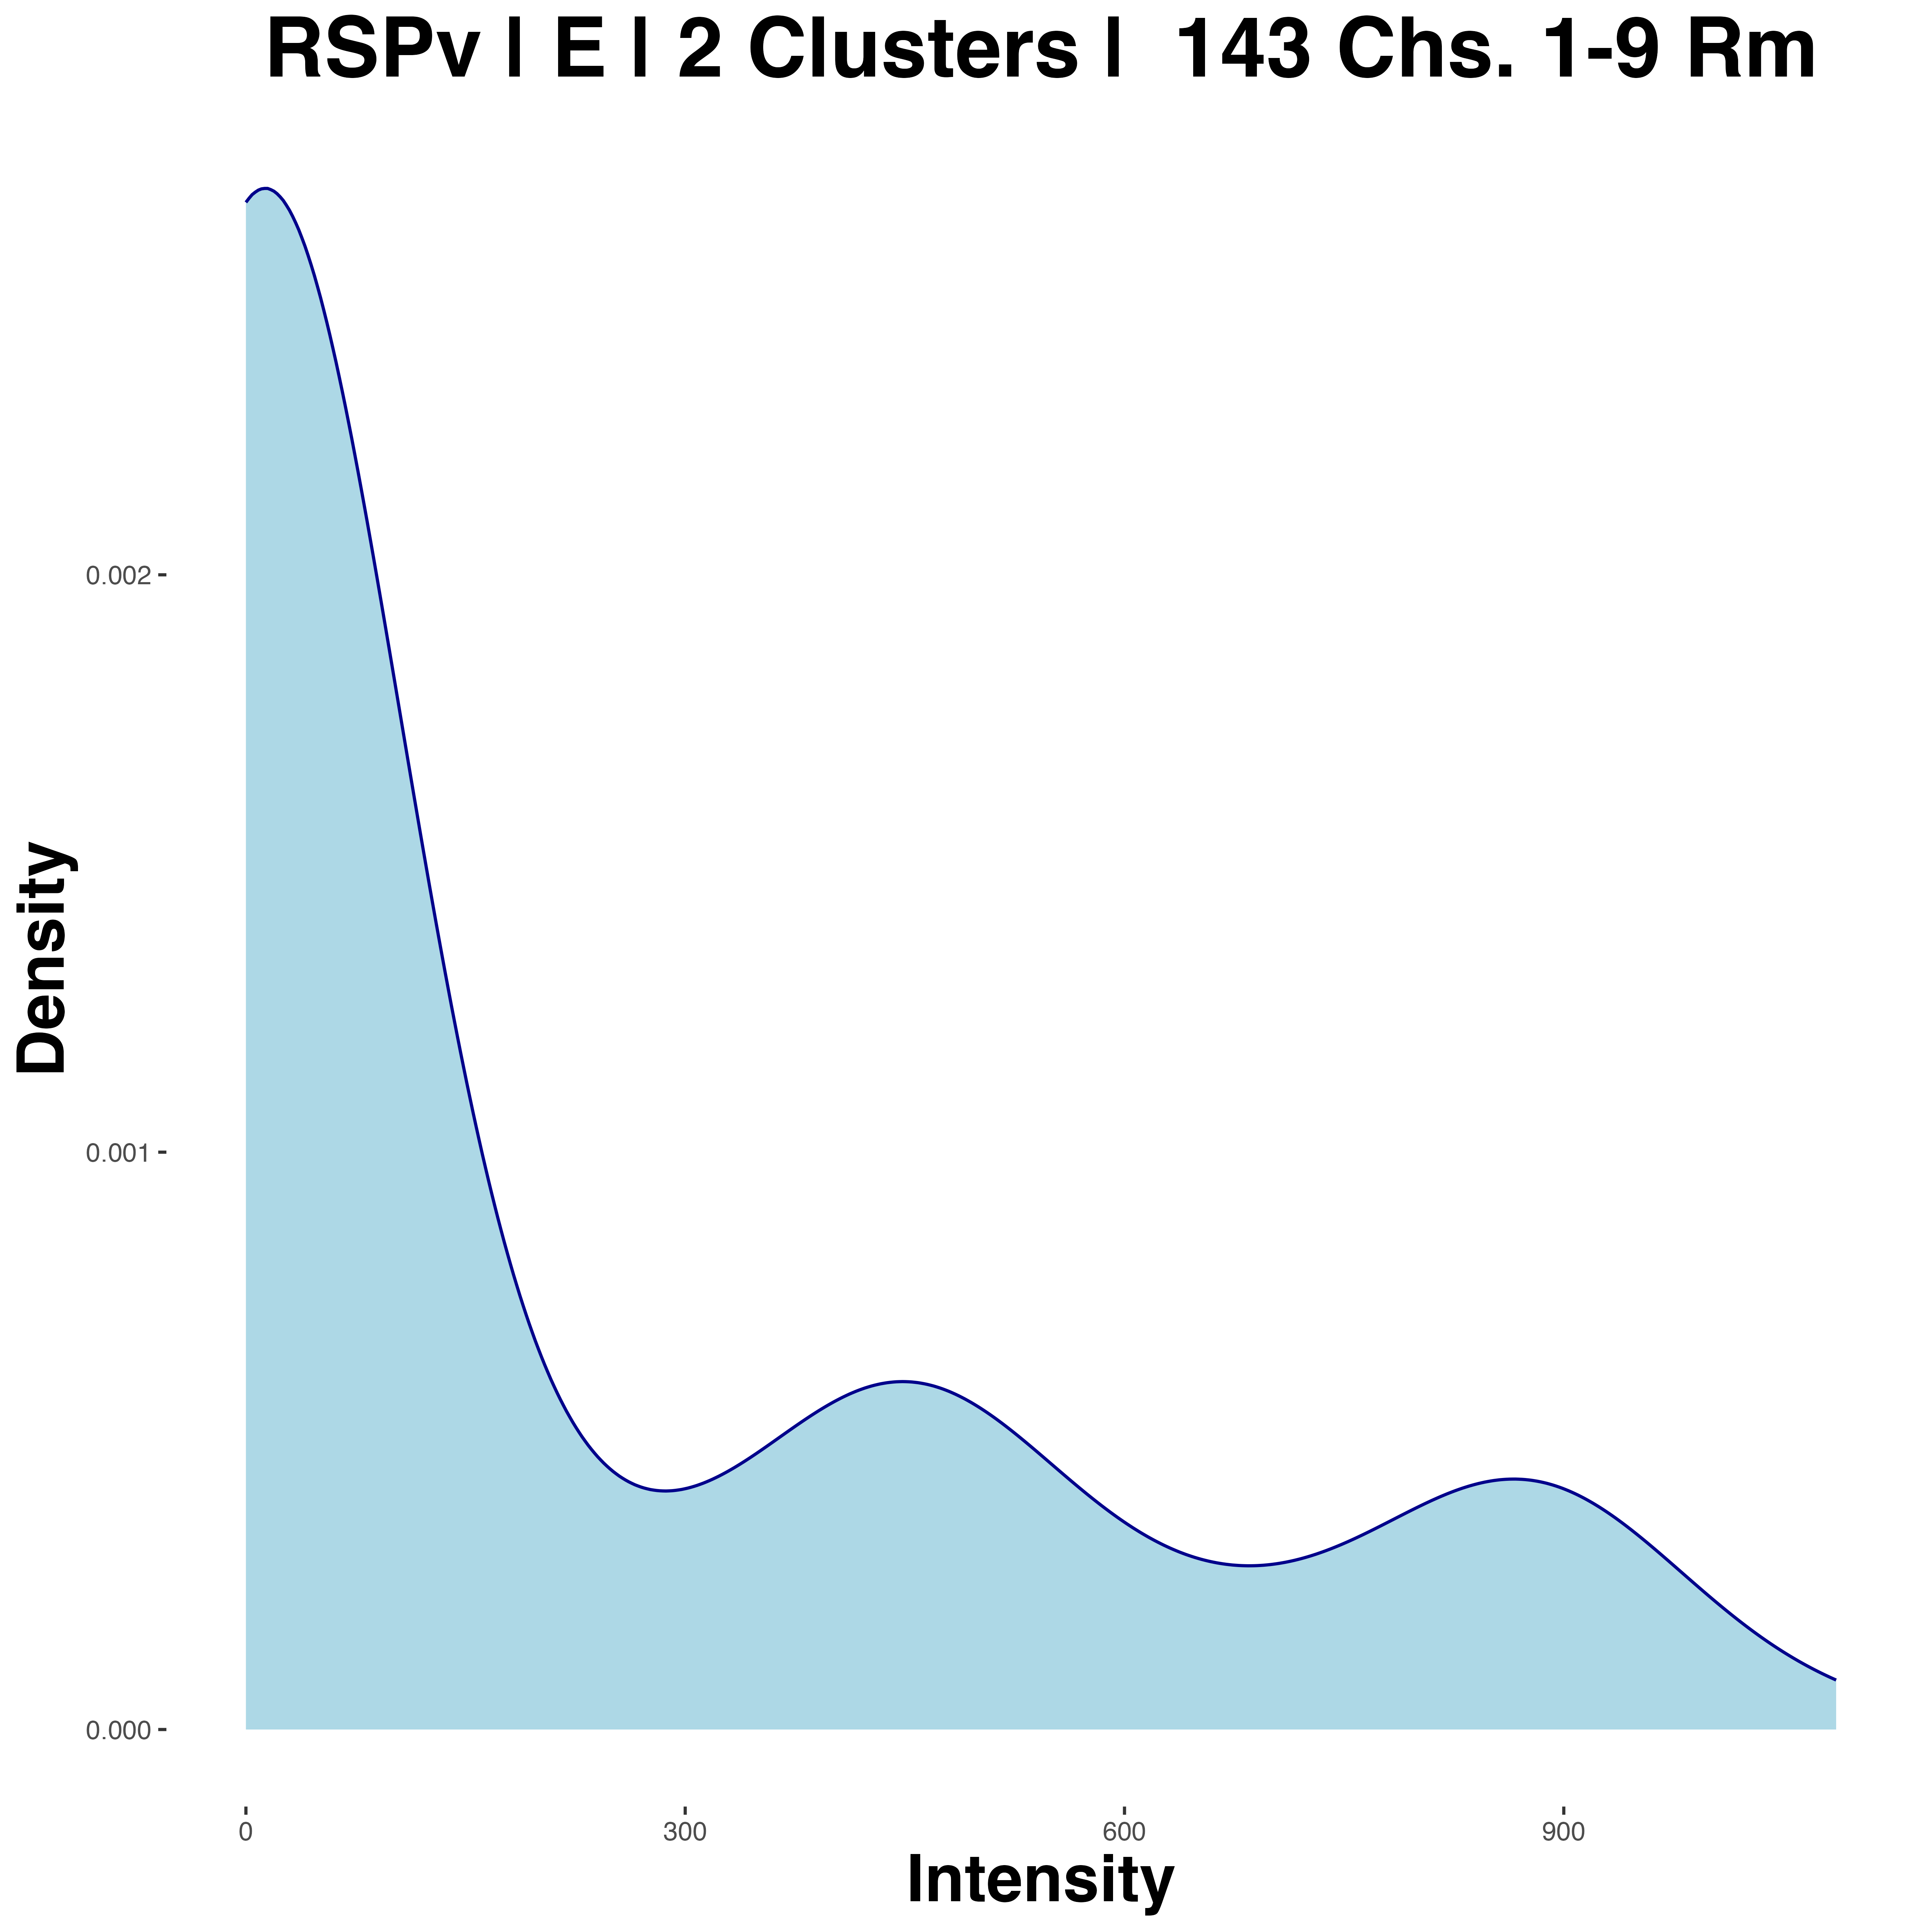 RSPv | E | 2 Clusters |  143 Chs. 1-9 Rm
Density
0.002
0.001
0.000
0
300
600
900
Intensity